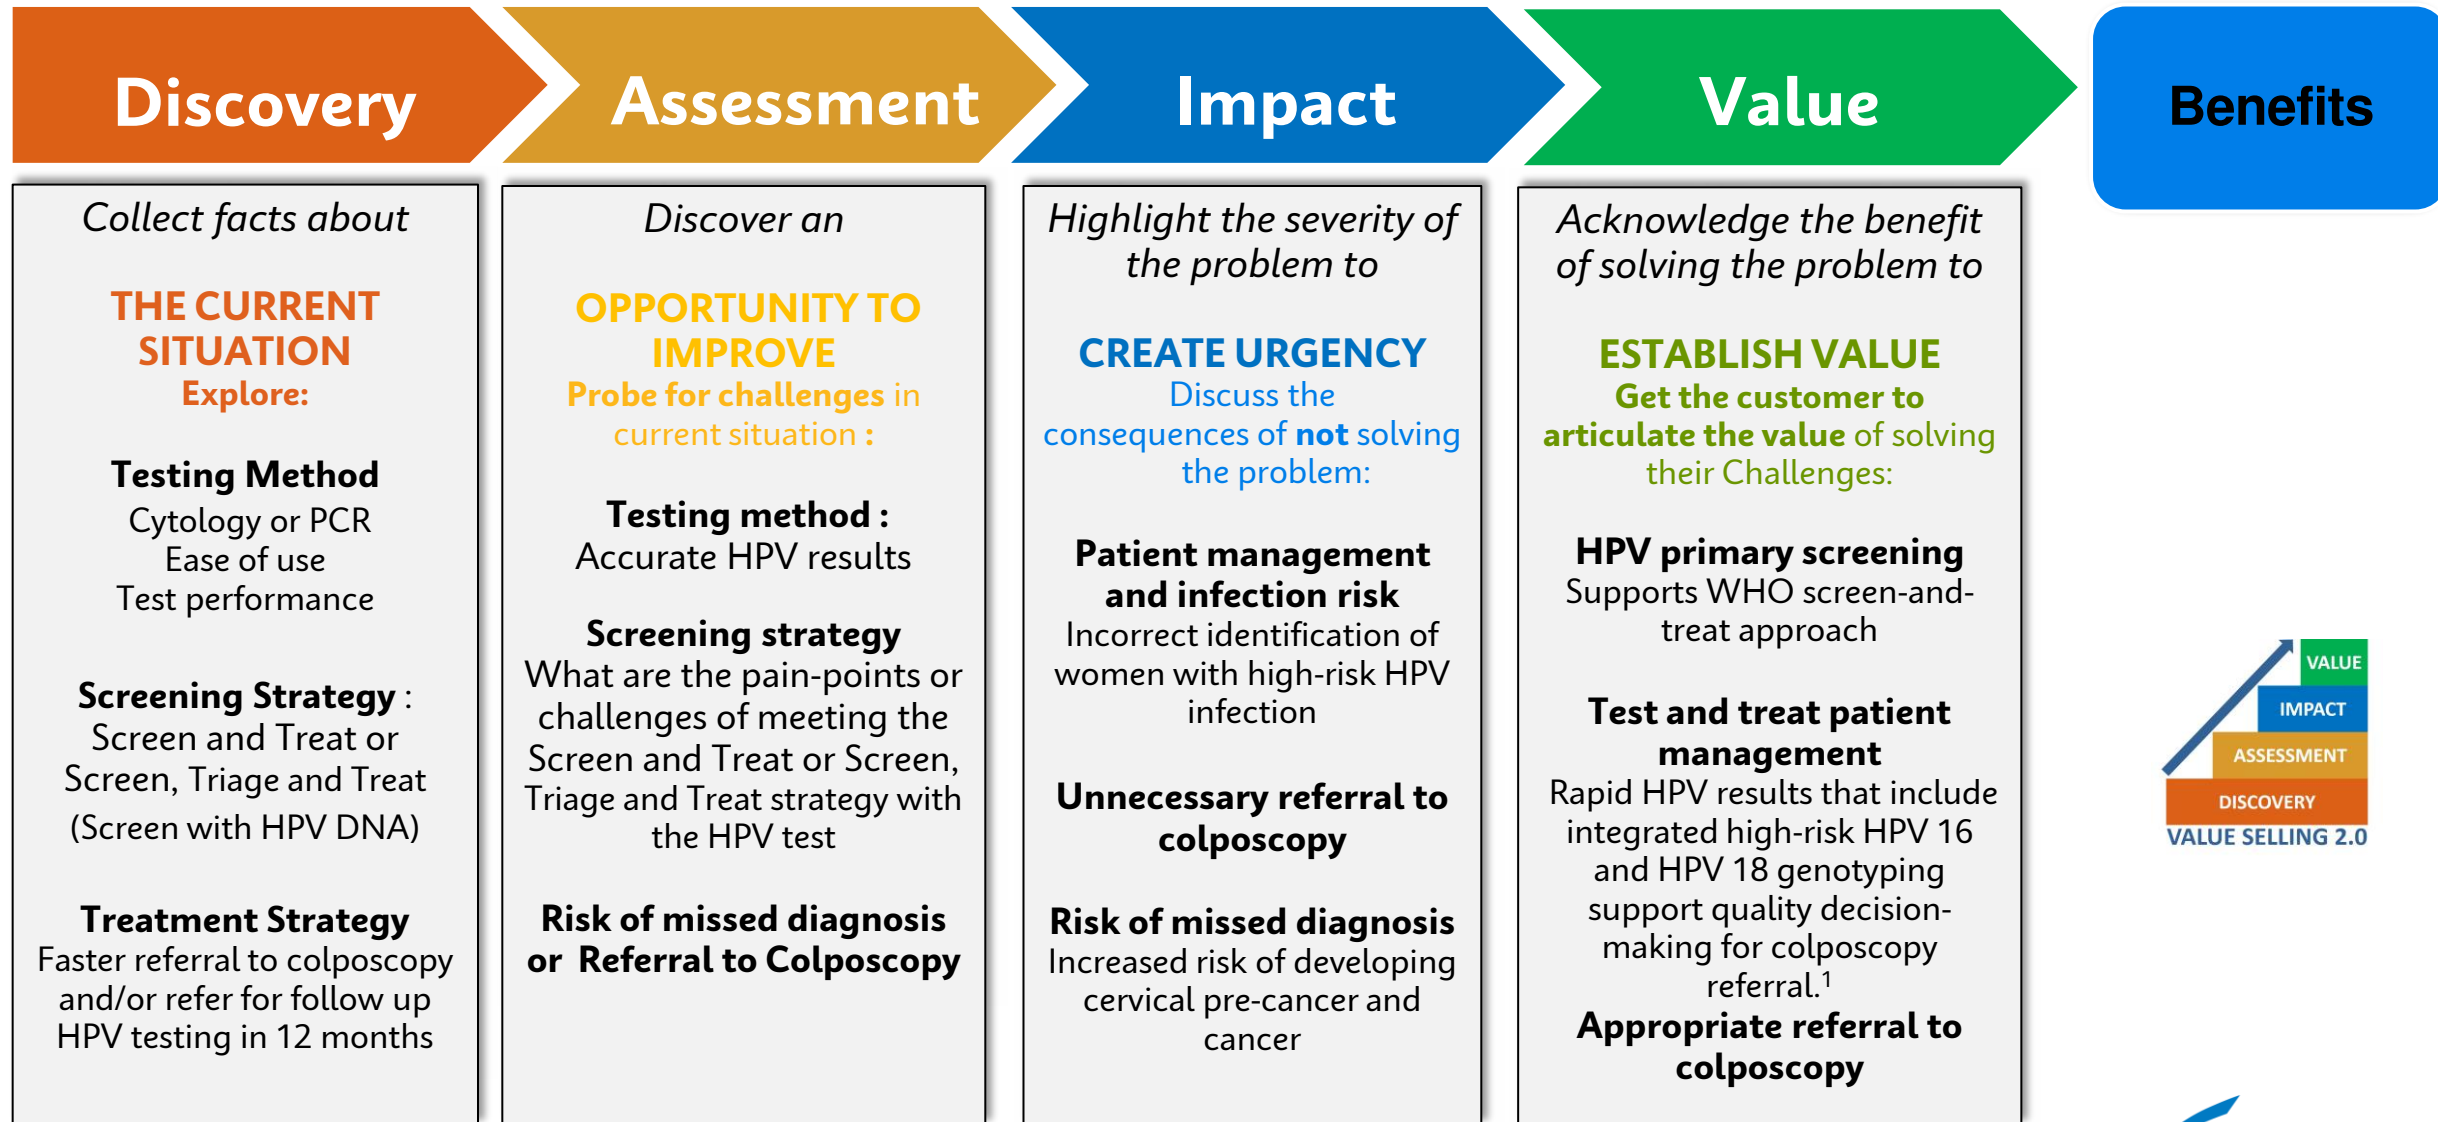 Discovery
Assessment
Impact
Value
Benefits
Collect facts about
THE CURRENT
SITUATION
Explore:
Testing Method
Cytology or PCR
Ease of use
Test performance
Screening Strategy :
Screen and Treat or
Screen, Triage and Treat
(Screen with HPV DNA)
Treatment Strategy
Faster referral to colposcopy
and/or refer for follow up
HPV testing in 12 months
Discover an
OPPORTUNITY TO
IMPROVE
Probe for challenges in
current situation :
Testing method :
Accurate HPV results
Screening strategy
What are the pain-points or
challenges of meeting the
Screen and Treat or Screen,
Triage and Treat strategy with
the HPV test
Risk of missed diagnosis
or Referral to Colposcopy
Highlight the severity of
the problem to
CREATE URGENCY
Discuss the
consequences of not solving
the problem:
Patient management
and infection risk
Incorrect identification of
women with high-risk HPV
infection
Unnecessary referral to
colposcopy
Risk of missed diagnosis
Increased risk of developing
cervical pre-cancer and
cancer
Acknowledge the benefit
of solving the problem to
ESTABLISH VALUE
Get the customer to
articulate the value of solving
their Challenges:
HPV primary screening
Supports WHO screen-and-
treat approach
Test and treat patient
management
Rapid HPV results that include
integrated high-risk HPV 16
and HPV 18 genotyping
support quality decision-
making for colposcopy
referral.1
Appropriate referral to
colposcopy
VALUE
IMPACT
ASSESSMENT
DISCOVERY
VALUE SELLING 2.0